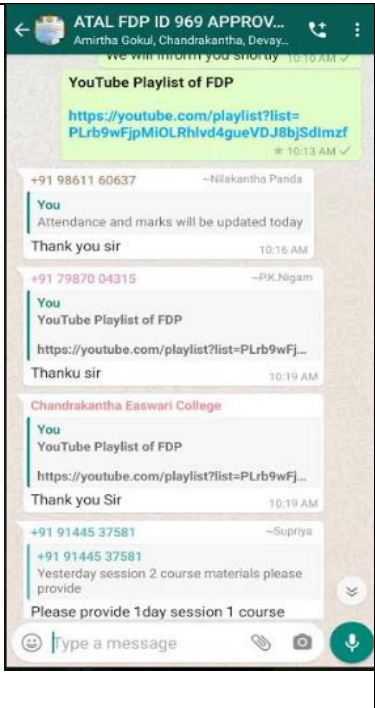 ATAL FDP ID 969 APPROV...
Amirtha Gokul, Chandrakantha, Devay...
We will inform you shortly 10:10 AM
YouTube Playlist of FDP
https://youtube.com/playlist?list=
PLrb9wFjpMiOLRhlvd4gueVDJ8bjSdImzf
10:13 AM
+91 98611 60637 ~Nilakantha Panda
You
Attendance and marks will be updated today
Thank you sir 10:16 AM
+91 79870 04315 ~P.K.Nigam
You
YouTube Playlist of FDP
https://youtube.com/playlist?list=PLrb9wFj...
Thanku sir 10:19 AM
Chandrakantha Easwari College
You
YouTube Playlist of FDP
https://youtube.com/playlist?list=PLrb9wFj...
Thank you Sir 10:19 AM
+91 91445 37581 ~Supriya
+91 91445 37581
Yesterday session 2 course materials please
provide
Please provide 1day session 1 course
Type a message